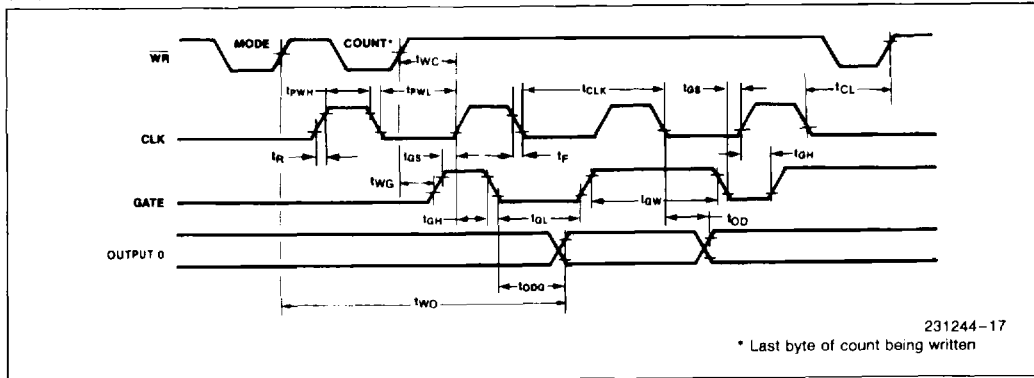 MODE COUNT*
WR tWC
tPWH tPWL tCLK tGS tCL
CLK
tR tGS tF tGH
tWG
GATE
tGH tGL tGW tOD
OUTPUT 0
tODG
tWO
231244-17
* Last byte of count being written